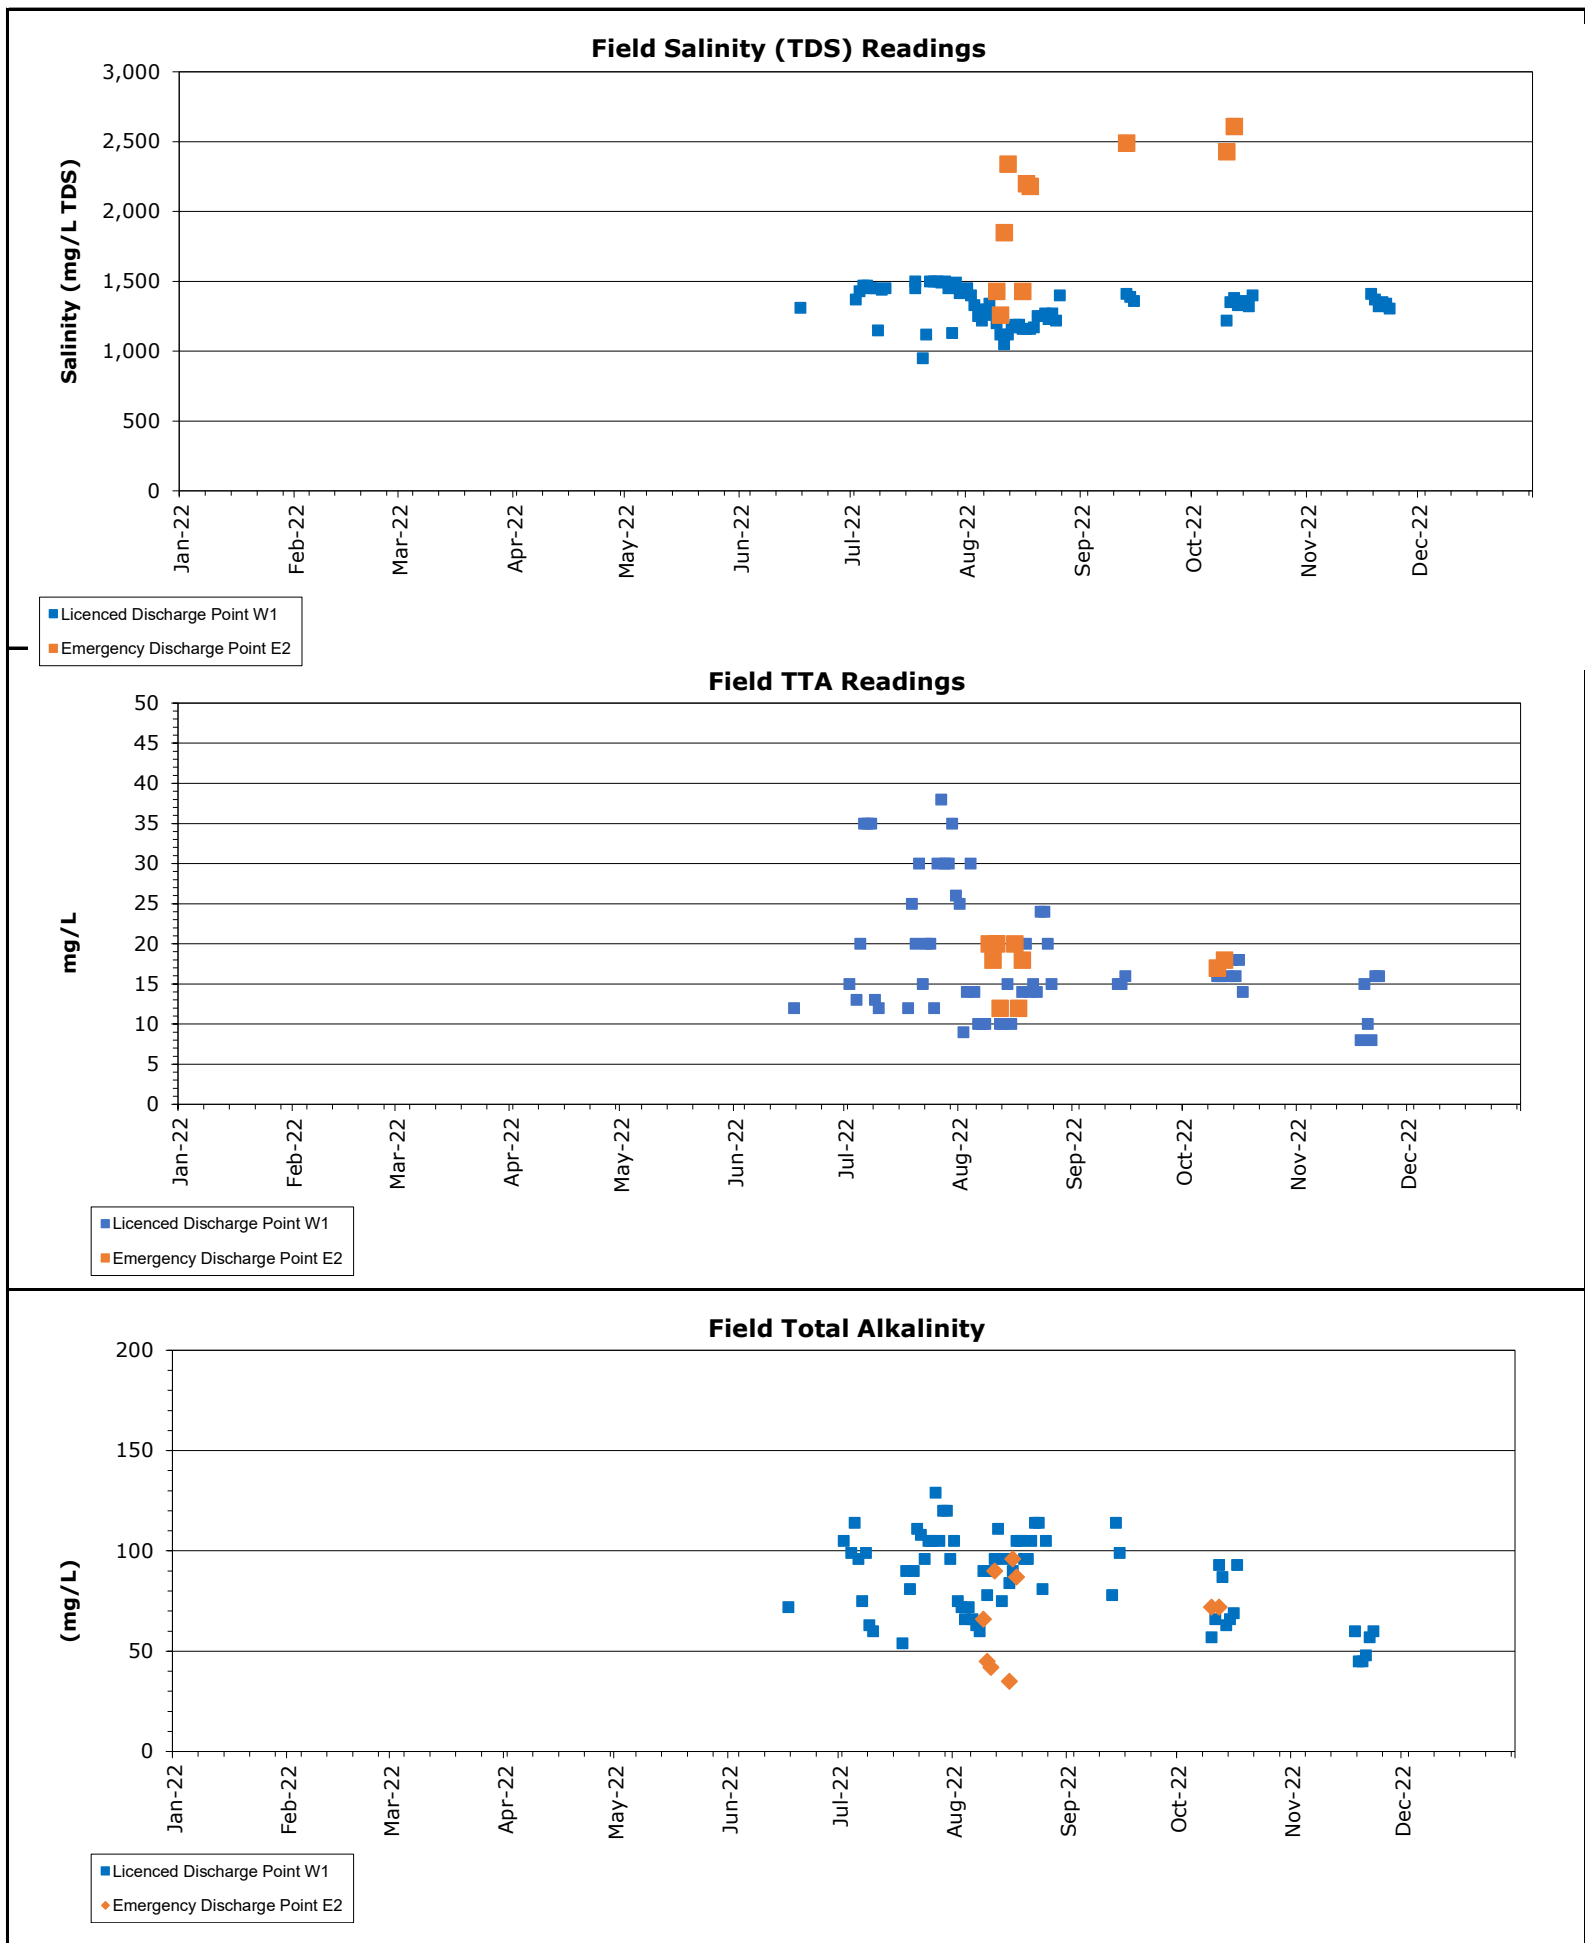 Field Salinity (TDS) Readings
Salinity (mg/L TDS)
3,000
2,500
2,000
1,500
1,000
500
0
Jan-22
Feb-22
Mar-22
Apr-22
May-22
Jun-22
Jul-22
Aug-22
Sep-22
Oct-22
Nov-22
Dec-22
Licenced Discharge Point W1
Emergency Discharge Point E2
Field TTA Readings
mg/L
50
45
40
35
30
25
20
15
10
5
0
Jan-22
Feb-22
Mar-22
Apr-22
May-22
Jun-22
Jul-22
Aug-22
Sep-22
Oct-22
Nov-22
Dec-22
Licenced Discharge Point W1
Emergency Discharge Point E2
Field Total Alkalinity
(mg/L)
200
150
100
50
0
Jan-22
Feb-22
Mar-22
Apr-22
May-22
Jun-22
Jul-22
Aug-22
Sep-22
Oct-22
Nov-22
Dec-22
Licenced Discharge Point W1
Emergency Discharge Point E2